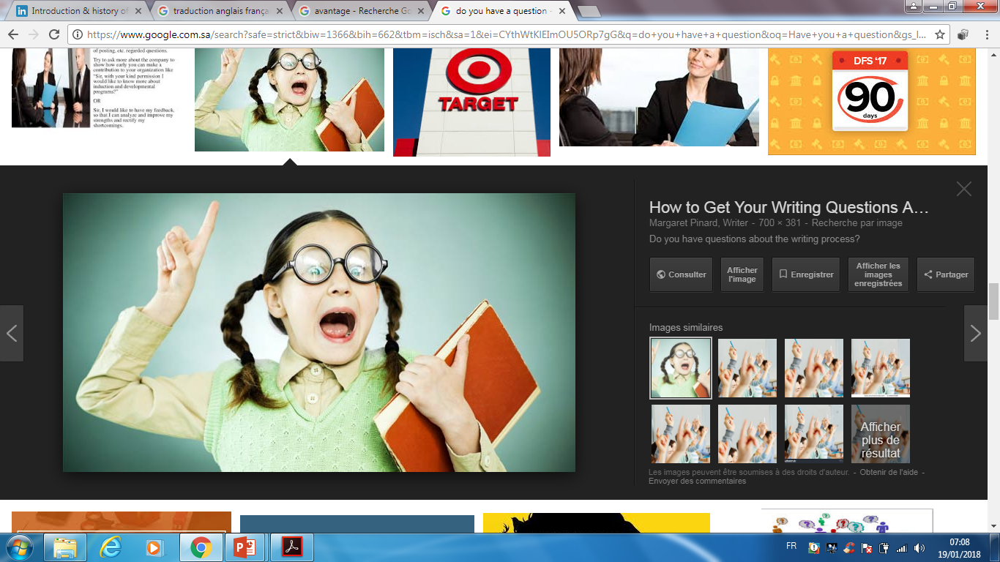 Introduction & history of
traduction anglais frança
avantage - Recherche Go
do you have a question -
https://www.google.com.sa/search?safe=strict&biw=1366&bih=662&tbm=isch&sa=1&ei=CYthWtKlEImOU5ORp7gG&q=do+you+have+a+question&oq=Have+you+a+question&gs_l...
of posting, etc. regarded questions.
Try to ask more about the company to
show how early you can make a
contribution to your organization like
"Sir, with your kind permission I
would like to know more about
induction and developmental
programs?"
OR
Sir, I would like to have my feedback,
so that I can analyze and improve my
strengths and rectify my
shortcomings.
TARGET
DFS '17
90
days
How to Get Your Writing Questions A...
Margaret Pinard, Writer - 700 × 381 - Recherche par image
Do you have questions about the writing process?
Consulter
Afficher
l'image
Enregistrer
Afficher les
images
enregistrées
Partager
Images similaires
Afficher
plus de
résultat
Les images peuvent être soumises à des droits d'auteur. - Obtenir de l'aide -
Envoyer des commentaires
FR
07:08
19/01/2018